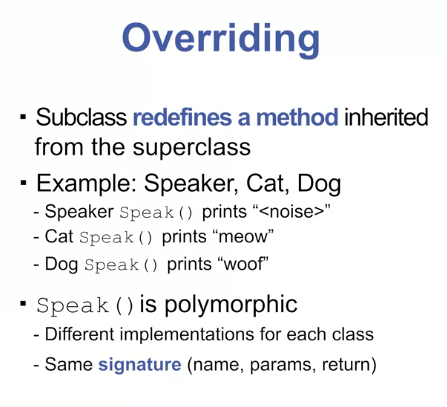 Overriding
▪ Subclass redefines a method inherited
from the superclass
▪ Example: Speaker, Cat, Dog
- Speaker Speak() prints “<noise>”
- Cat Speak() prints “meow”
- Dog Speak() prints “woof”
▪ Speak() is polymorphic
- Different implementations for each class
- Same signature (name, params, return)